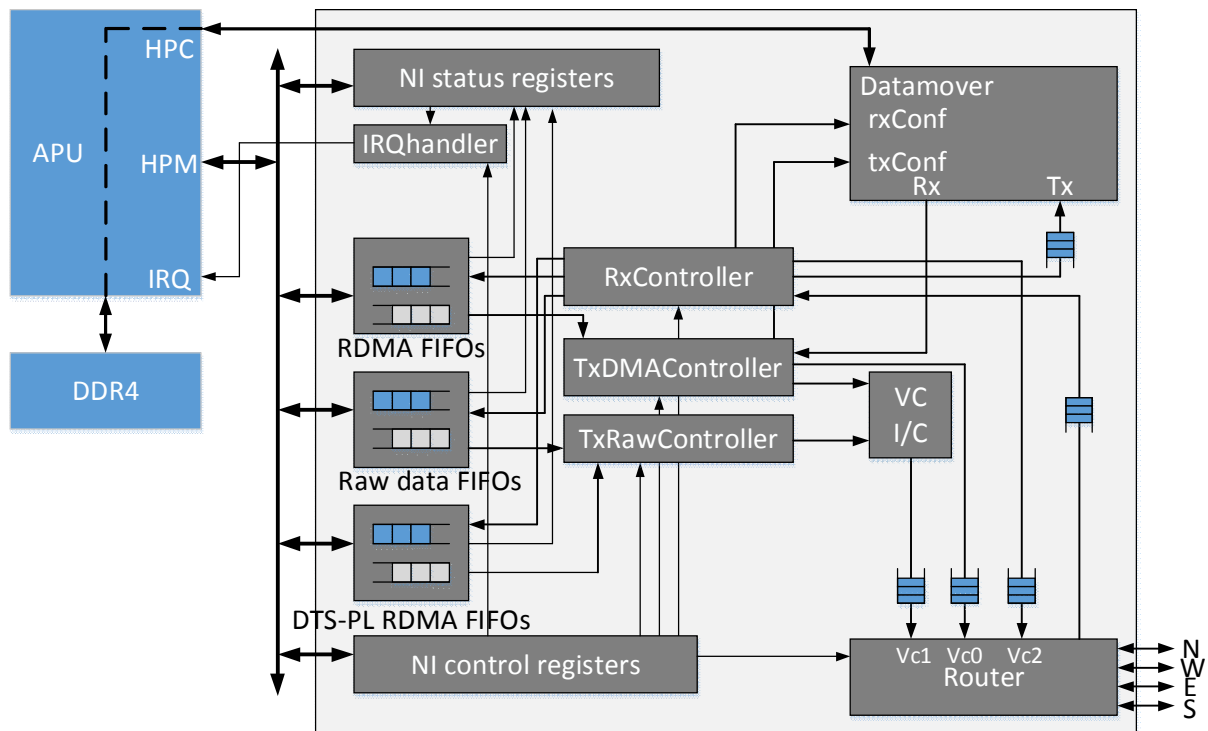 HPC
APU
HPM
IRQ
DDR4
NI status registers
IRQhandler
Datamover
rxConf
txConf
Rx
Tx
RxController
RDMA FIFOs
TxDMAController
VC
I/C
TxRawController
Raw data FIFOs
DTS-PL RDMA FIFOs
NI control registers
Vc1
Vc0
Vc2
Router
N
W
E
S